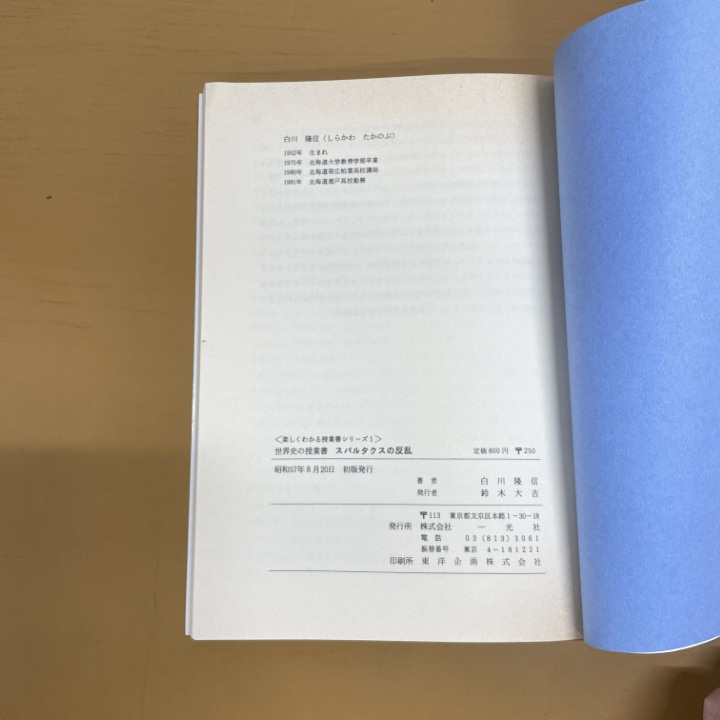 白川　隆信（しらかわ　たかのぶ）
1952年　生まれ
1975年　北海道大学教育学部卒業
1980年　北海道帯広柏葉高校講師
1981年　北海道鹿戸高校勤務
〈楽しくわかる授業書シリーズ1〉
世界史の授業書　スパルタクスの反乱　定価800円　〒250
昭和57年8月20日　初版発行
著者　白川隆信
発行者　鈴木大吉
〒113　東京都文京区本郷1-30-18
発行所　株式会社　一光社
電話　03(813)3061
振替番号　東京　4-181221
印刷所　東洋企画株式会社